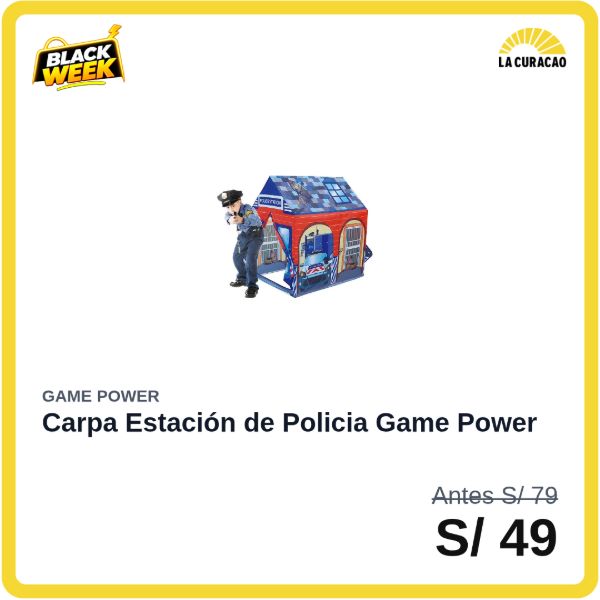 BLACK
WEEK
LA CURACAO
GAME POWER
Carpa Estación de Policia Game Power
Antes S/ 79
S/ 49